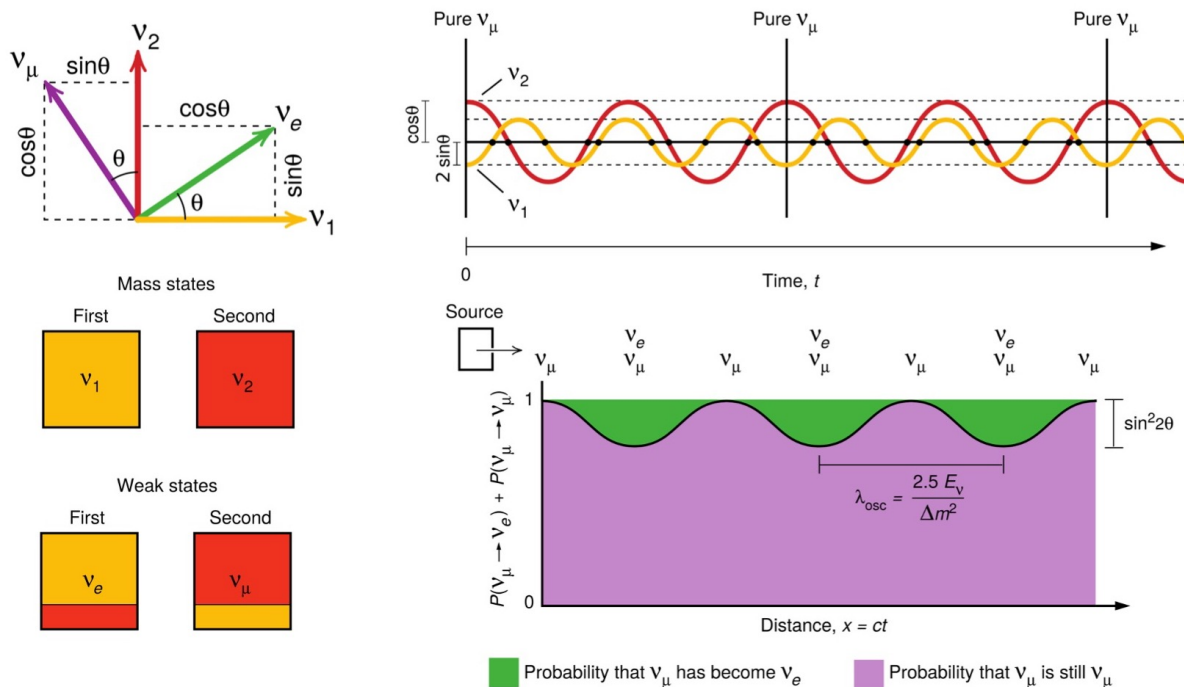 ν2
νμ
sinθ
cosθ
νe
cosθ
θ
sinθ
θ
ν1
Mass states
First
Second
ν1
ν2
Weak states
First
Second
νe
νμ
Pure νμ
Pure νμ
Pure νμ
ν2
cosθ
2 sinθ
ν1
0
Time, t
Source
νe
νe
νe
νμ
νμ
νμ
νμ
νμ
νμ
νμ
1
P(νμ → νe) + P(νμ → νμ)
sin²2θ
λosc = 2.5 Eν / Δm²
0
Distance, x = ct
Probability that νμ has become νe
Probability that νμ is still νμ